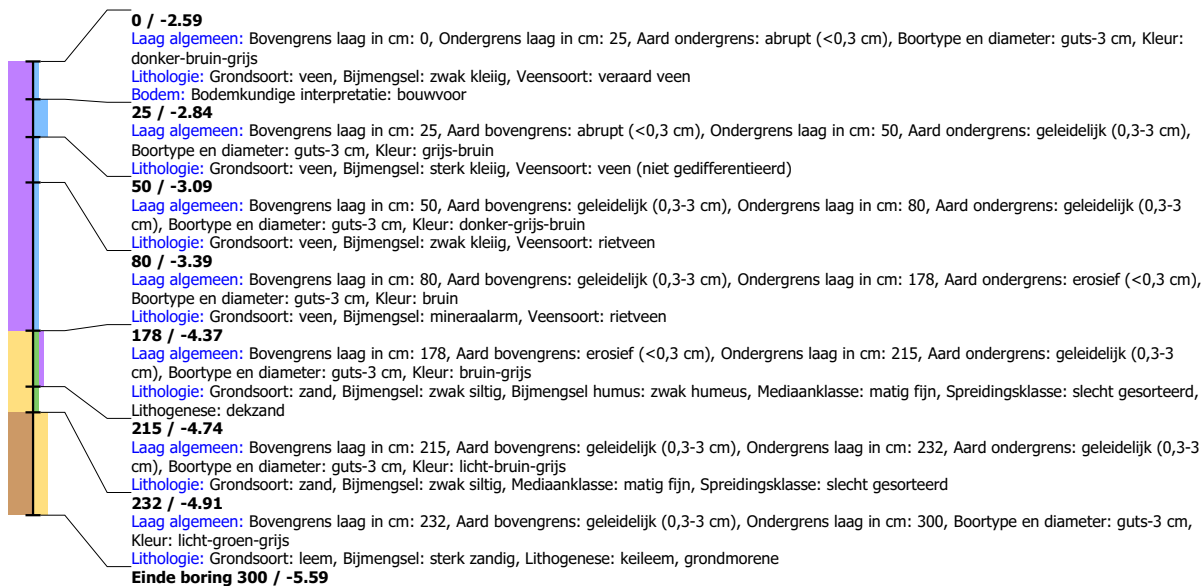 0 / -2.59
Laag algemeen: Bovengrens laag in cm: 0, Ondergrens laag in cm: 25, Aard ondergrens: abrupt (<0,3 cm), Boortype en diameter: guts-3 cm, Kleur:
donker-bruin-grijs
Lithologie: Grondsoort: veen, Bijmengsel: zwak kleiig, Veensoort: veraard veen
Bodem: Bodemkundige interpretatie: bouwvoor
25 / -2.84
Laag algemeen: Bovengrens laag in cm: 25, Aard bovengrens: abrupt (<0,3 cm), Ondergrens laag in cm: 50, Aard ondergrens: geleidelijk (0,3-3 cm),
Boortype en diameter: guts-3 cm, Kleur: grijs-bruin
Lithologie: Grondsoort: veen, Bijmengsel: sterk kleiig, Veensoort: veen (niet gedifferentieerd)
50 / -3.09
Laag algemeen: Bovengrens laag in cm: 50, Aard bovengrens: geleidelijk (0,3-3 cm), Ondergrens laag in cm: 80, Aard ondergrens: geleidelijk (0,3-3
cm), Boortype en diameter: guts-3 cm, Kleur: donker-grijs-bruin
Lithologie: Grondsoort: veen, Bijmengsel: zwak kleiig, Veensoort: rietveen
80 / -3.39
Laag algemeen: Bovengrens laag in cm: 80, Aard bovengrens: geleidelijk (0,3-3 cm), Ondergrens laag in cm: 178, Aard ondergrens: erosief (<0,3 cm),
Boortype en diameter: guts-3 cm, Kleur: bruin
Lithologie: Grondsoort: veen, Bijmengsel: mineraalarm, Veensoort: rietveen
178 / -4.37
Laag algemeen: Bovengrens laag in cm: 178, Aard bovengrens: erosief (<0,3 cm), Ondergrens laag in cm: 215, Aard ondergrens: geleidelijk (0,3-3
cm), Boortype en diameter: guts-3 cm, Kleur: bruin-grijs
Lithologie: Grondsoort: zand, Bijmengsel: zwak siltig, Bijmengsel humus: zwak humeus, Mediaanklasse: matig fijn, Spreidingsklasse: slecht gesorteerd,
Lithogenese: dekzand
215 / -4.74
Laag algemeen: Bovengrens laag in cm: 215, Aard bovengrens: geleidelijk (0,3-3 cm), Ondergrens laag in cm: 232, Aard ondergrens: geleidelijk (0,3-3
cm), Boortype en diameter: guts-3 cm, Kleur: licht-bruin-grijs
Lithologie: Grondsoort: zand, Bijmengsel: zwak siltig, Mediaanklasse: matig fijn, Spreidingsklasse: slecht gesorteerd
232 / -4.91
Laag algemeen: Bovengrens laag in cm: 232, Aard bovengrens: geleidelijk (0,3-3 cm), Ondergrens laag in cm: 300, Boortype en diameter: guts-3 cm,
Kleur: licht-groen-grijs
Lithologie: Grondsoort: leem, Bijmengsel: sterk zandig, Lithogenese: keileem, grondmorene
Einde boring 300 / -5.59